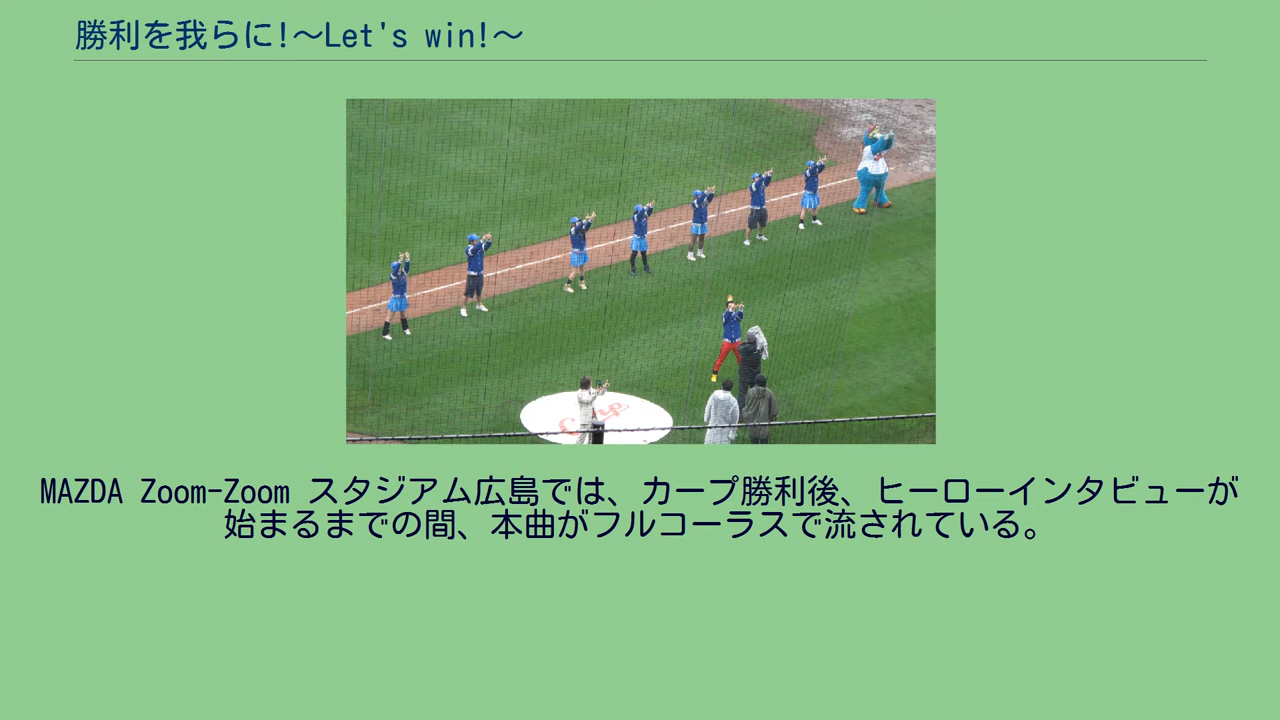 勝利を我らに!～Let's win!～
Carp
MAZDA Zoom-Zoom スタジアム広島では、カープ勝利後、ヒーローインタビューが
始まるまでの間、本曲がフルコーラスで流されている。